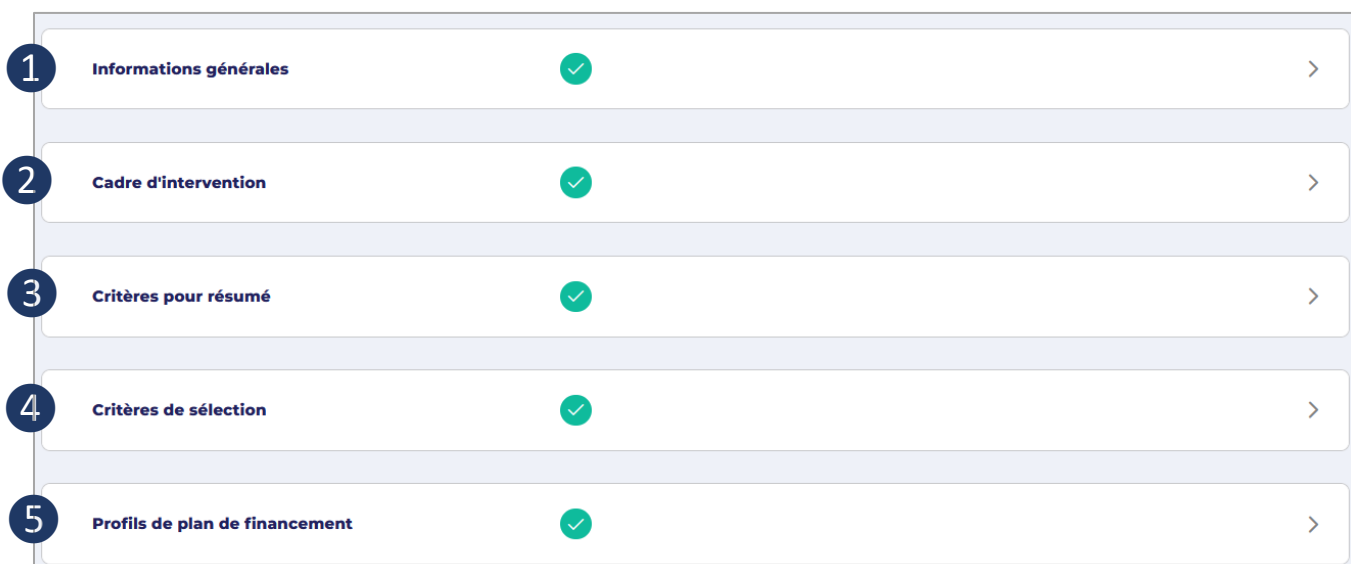 1 Informations générales
2 Cadre d'intervention
3 Critères pour résumé
4 Critères de sélection
5 Profils de plan de financement